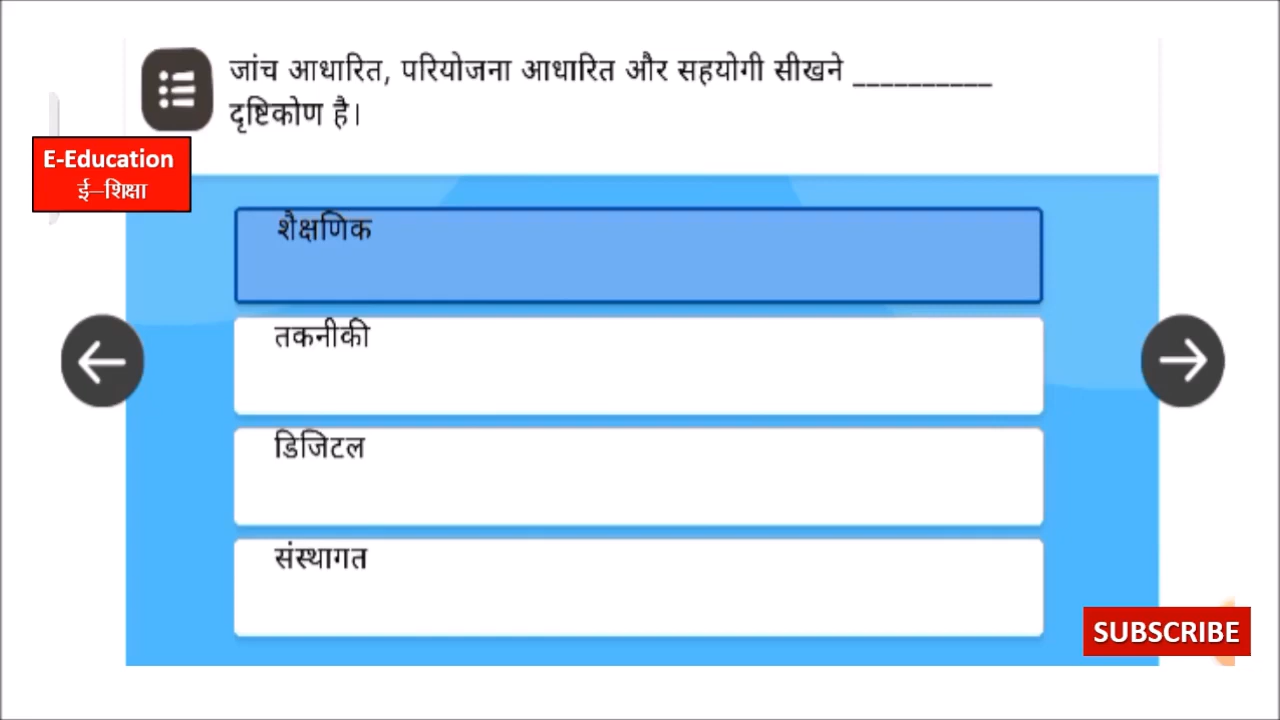 जांच आधारित, परियोजना आधारित और सहयोगी सीखने __________
दृष्टिकोण है।
E-Education
ई–शिक्षा
शैक्षणिक
तकनीकी
डिजिटल
संस्थागत
SUBSCRIBE